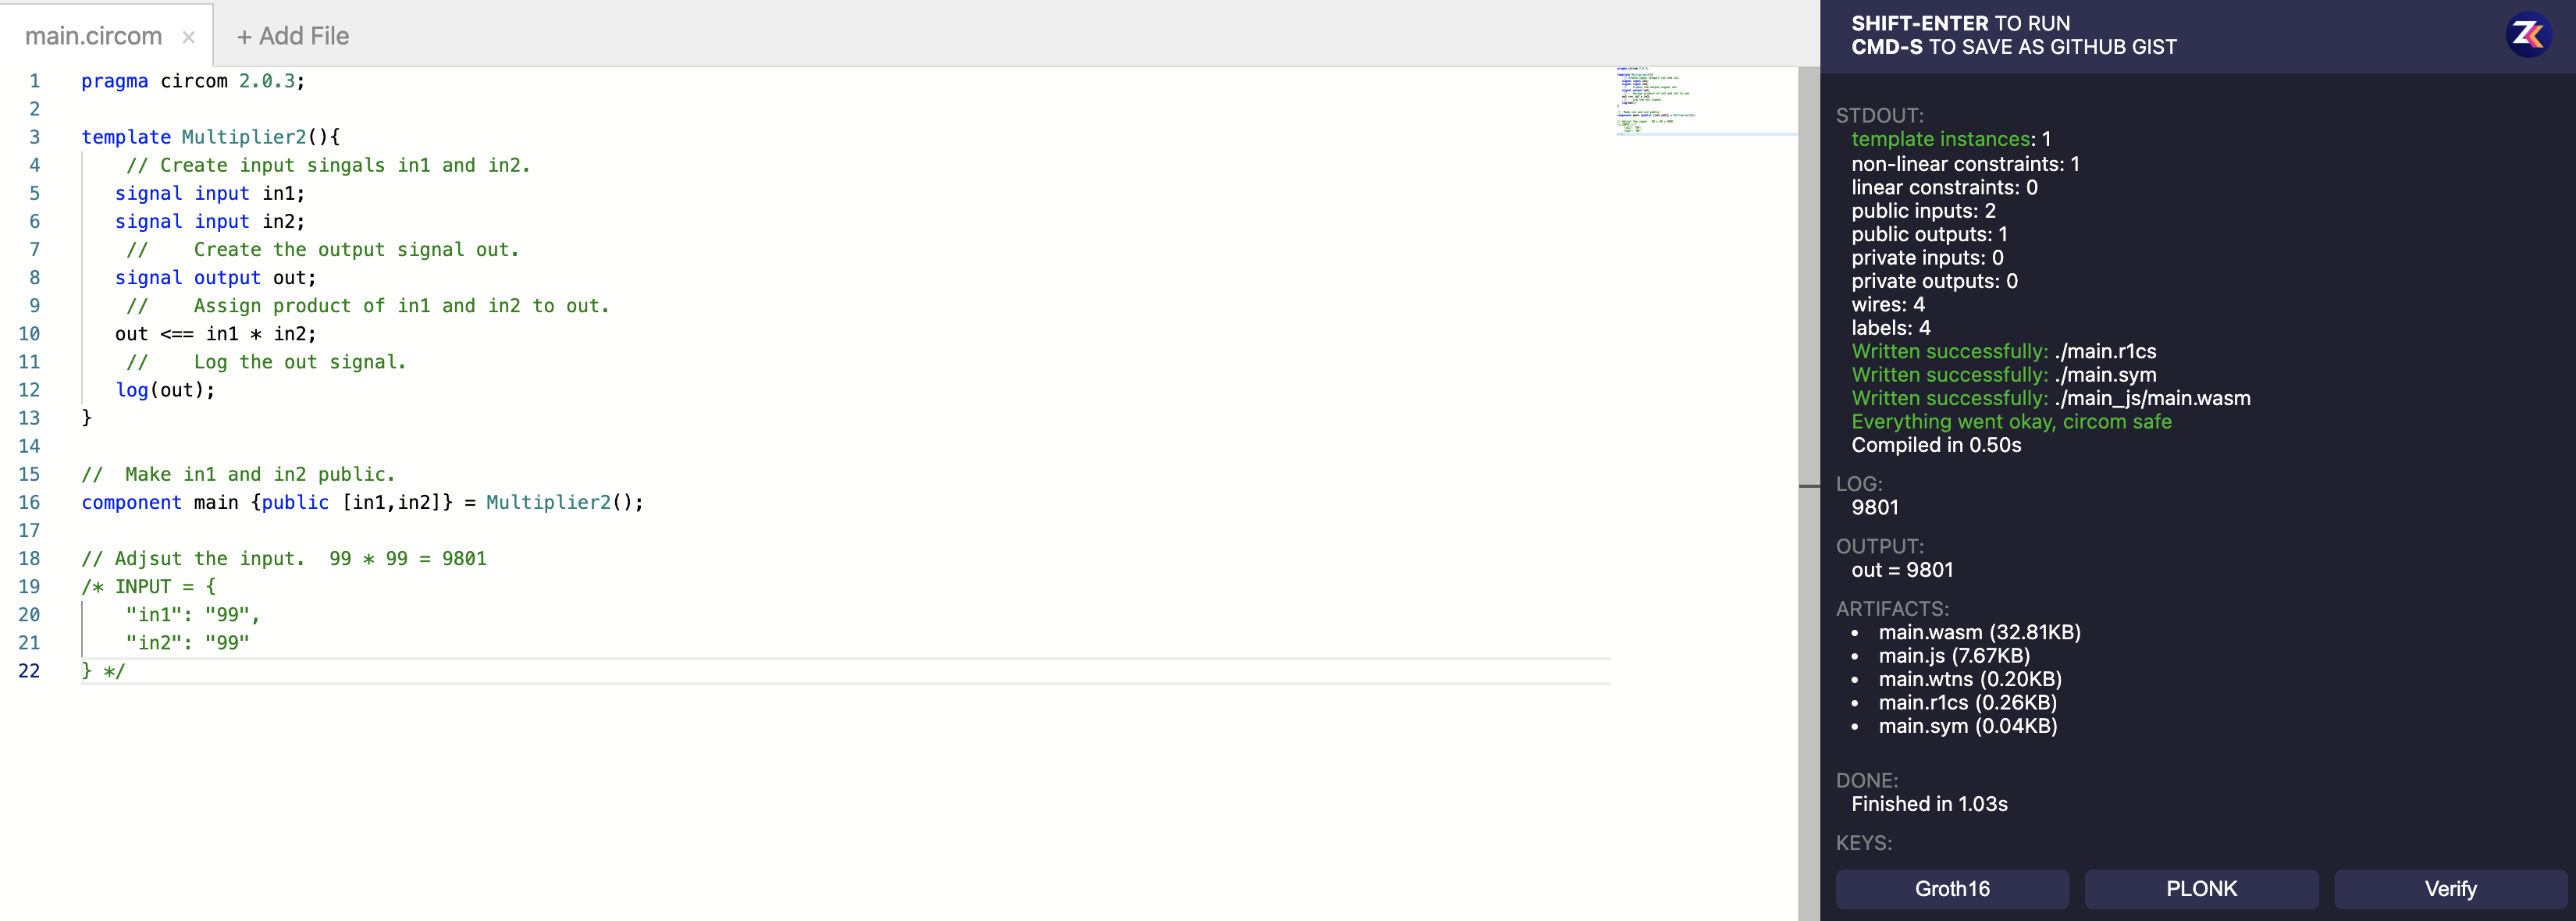 main.circom ×
+ Add File
1 pragma circom 2.0.3;
2
3 template Multiplier2(){
4 // Create input singals in1 and in2.
5 signal input in1;
6 signal input in2;
7 // Create the output signal out.
8 signal output out;
9 // Assign product of in1 and in2 to out.
10 out <== in1 * in2;
11 // Log the out signal.
12 log(out);
13 }
14
15 // Make in1 and in2 public.
16 component main {public [in1,in2]} = Multiplier2();
17
18 // Adjsut the input. 99 * 99 = 9801
19 /* INPUT = {
20 "in1": "99",
21 "in2": "99"
22 } */
SHIFT-ENTER TO RUN
CMD-S TO SAVE AS GITHUB GIST
STDOUT:
template instances: 1
non-linear constraints: 1
linear constraints: 0
public inputs: 2
public outputs: 1
private inputs: 0
private outputs: 0
wires: 4
labels: 4
Written successfully: ./main.r1cs
Written successfully: ./main.sym
Written successfully: ./main_js/main.wasm
Everything went okay, circom safe
Compiled in 0.50s
LOG:
9801
OUTPUT:
out = 9801
ARTIFACTS:
• main.wasm (32.81KB)
• main.js (7.67KB)
• main.wtns (0.20KB)
• main.r1cs (0.26KB)
• main.sym (0.04KB)
DONE:
Finished in 1.03s
KEYS:
Groth16
PLONK
Verify